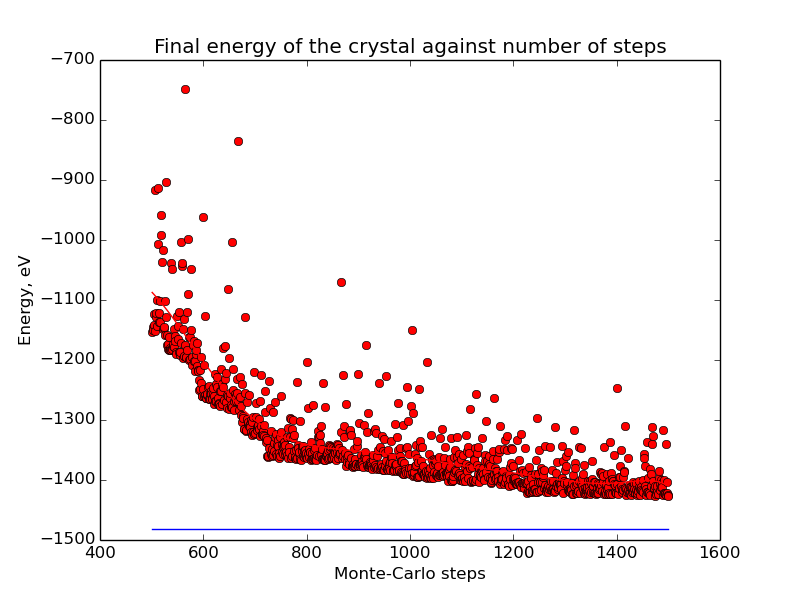 Final energy of the crystal against number of steps
−700
−800
−900
−1000
−1100
−1200
−1300
−1400
−1500
Energy, eV
400 600 800 1000 1200 1400 1600
Monte-Carlo steps